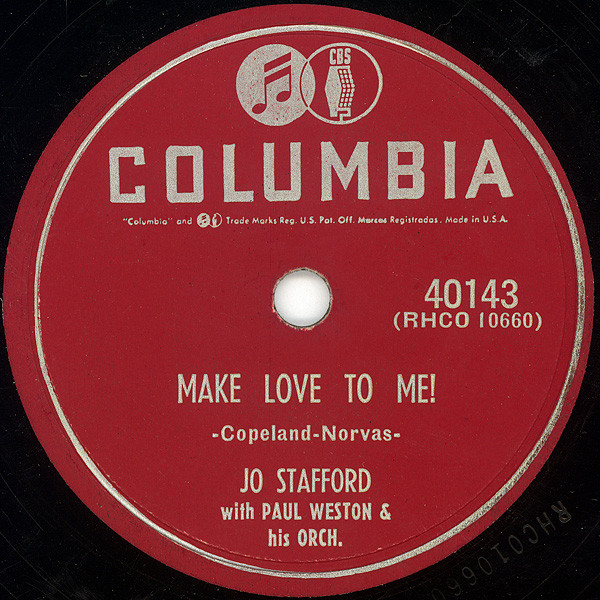 CBS
COLUMBIA
"Columbia" and Trade Marks Reg. U.S. Pat. Off. Marcas Registradas. Made in U.S.A.
40143
(RHCO 10660)
MAKE LOVE TO ME!
-Copeland-Norvas-
JO STAFFORD
with PAUL WESTON &
his ORCH.
RHCO10660